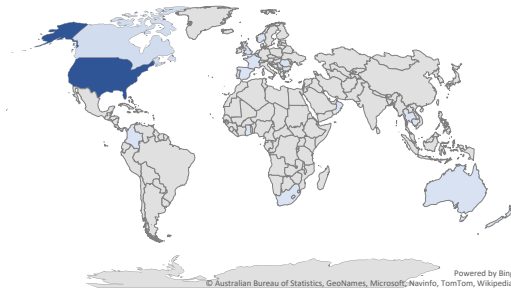 Powered by Bing
© Australian Bureau of Statistics, GeoNames, Microsoft, Navinfo, TomTom, Wikipedia